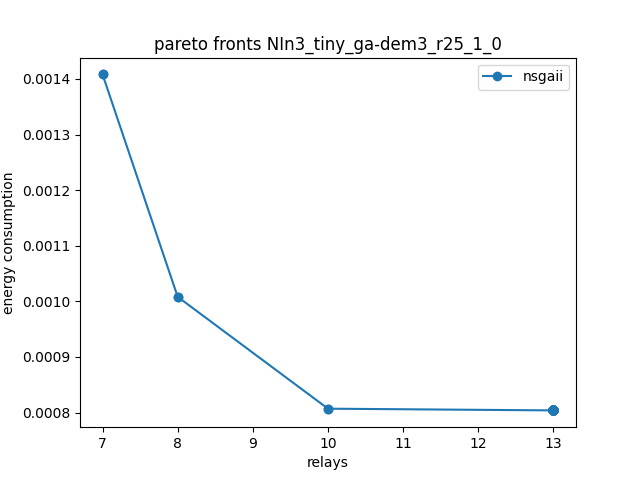 pareto fronts NIn3_tiny_ga-dem3_r25_1_0
nsgaii
energy consumption
0.0014
0.0013
0.0012
0.0011
0.0010
0.0009
0.0008
7 8 9 10 11 12 13
relays